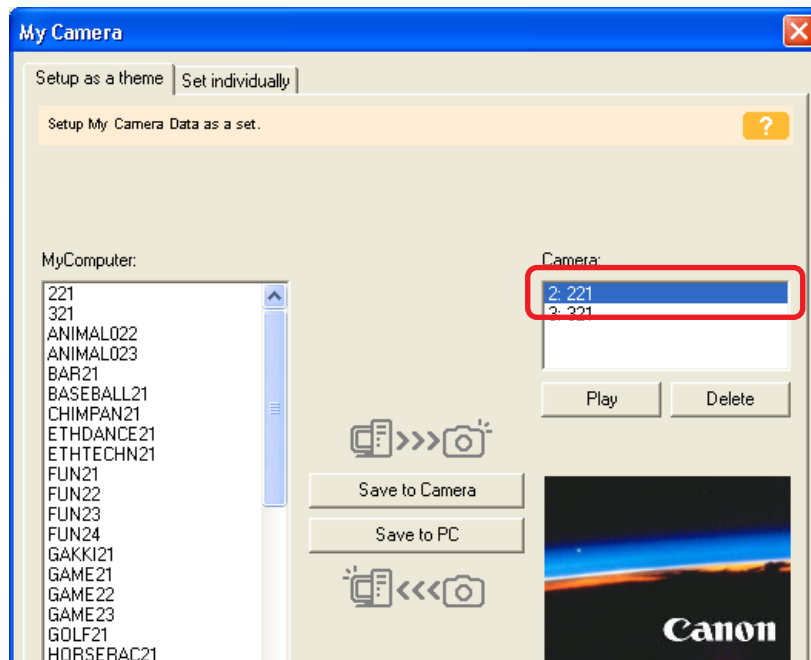 My Camera
Setup as a theme
Set individually
Setup My Camera Data as a set.
?
MyComputer:
221
321
ANIMAL022
ANIMAL023
BAR21
BASEBALL21
CHIMPAN21
ETHDANCE21
ETHTECHN21
FUN21
FUN22
FUN23
FUN24
GAKKI21
GAME21
GAME22
GAME23
GOLF21
HORSERAC21
Save to Camera
Save to PC
Camera:
2: 221
3: 321
Play
Delete
Canon